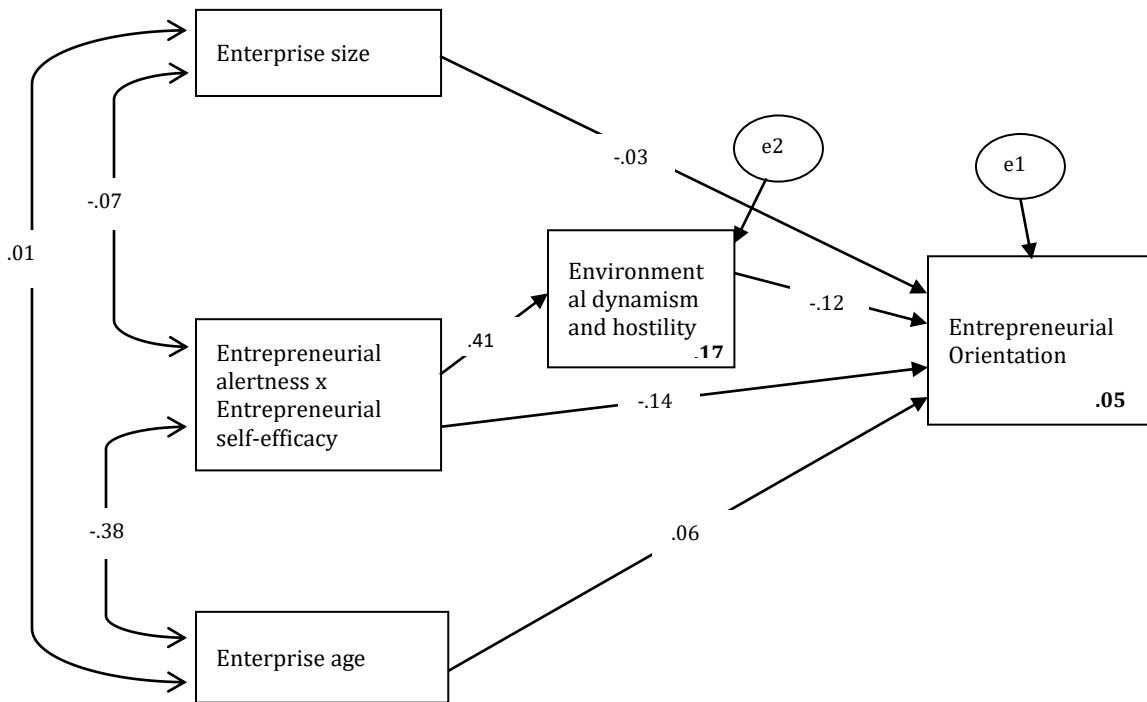 Enterprise size
-.03
e2
e1
-.07
.01
Environment
al dynamism
and hostility
.17
-.12
Entrepreneurial
Orientation
.05
Entrepreneurial
alertness x
Entrepreneurial
self-efficacy
.41
-.14
-.38
.06
Enterprise age